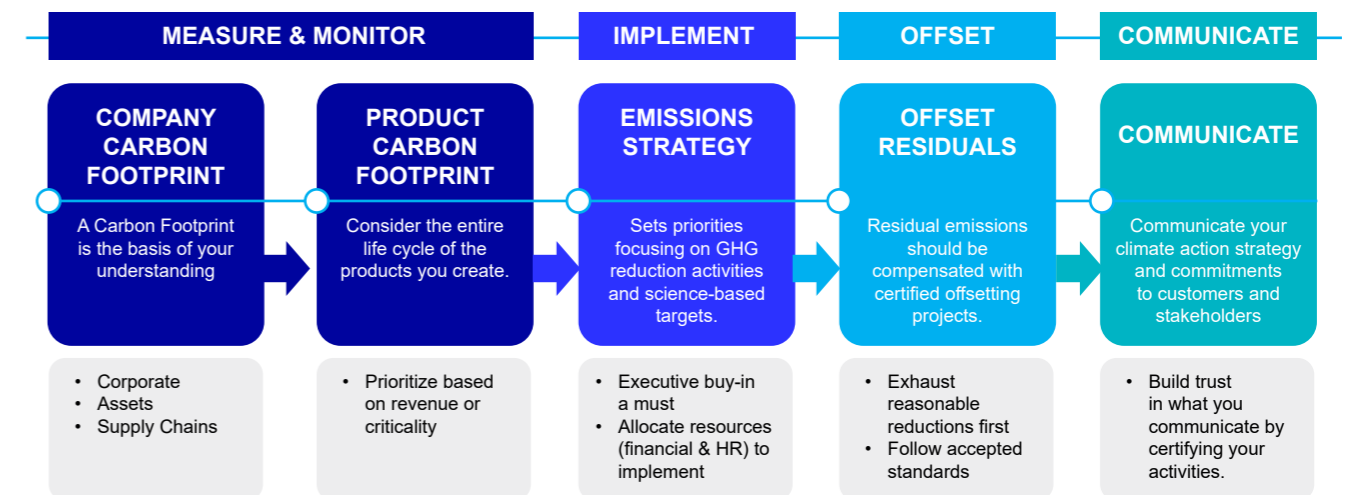 MEASURE & MONITOR
IMPLEMENT
OFFSET
COMMUNICATE
COMPANY
CARBON
FOOTPRINT
A Carbon Footprint
is the basis of your
understanding
• Corporate
• Assets
• Supply Chains
PRODUCT
CARBON
FOOTPRINT
Consider the entire
life cycle of the
products you create.
• Prioritize based
on revenue or
criticality
EMISSIONS
STRATEGY
Sets priorities
focusing on GHG
reduction activities
and science-based
targets.
• Executive buy-in
a must
• Allocate resources
(financial & HR) to
implement
OFFSET
RESIDUALS
Residual emissions
should be
compensated with
certified offsetting
projects.
• Exhaust
reasonable
reductions first
• Follow accepted
standards
COMMUNICATE
Communicate your
climate action strategy
and commitments
to customers and
stakeholders
• Build trust
in what you
communicate by
certifying your
activities.